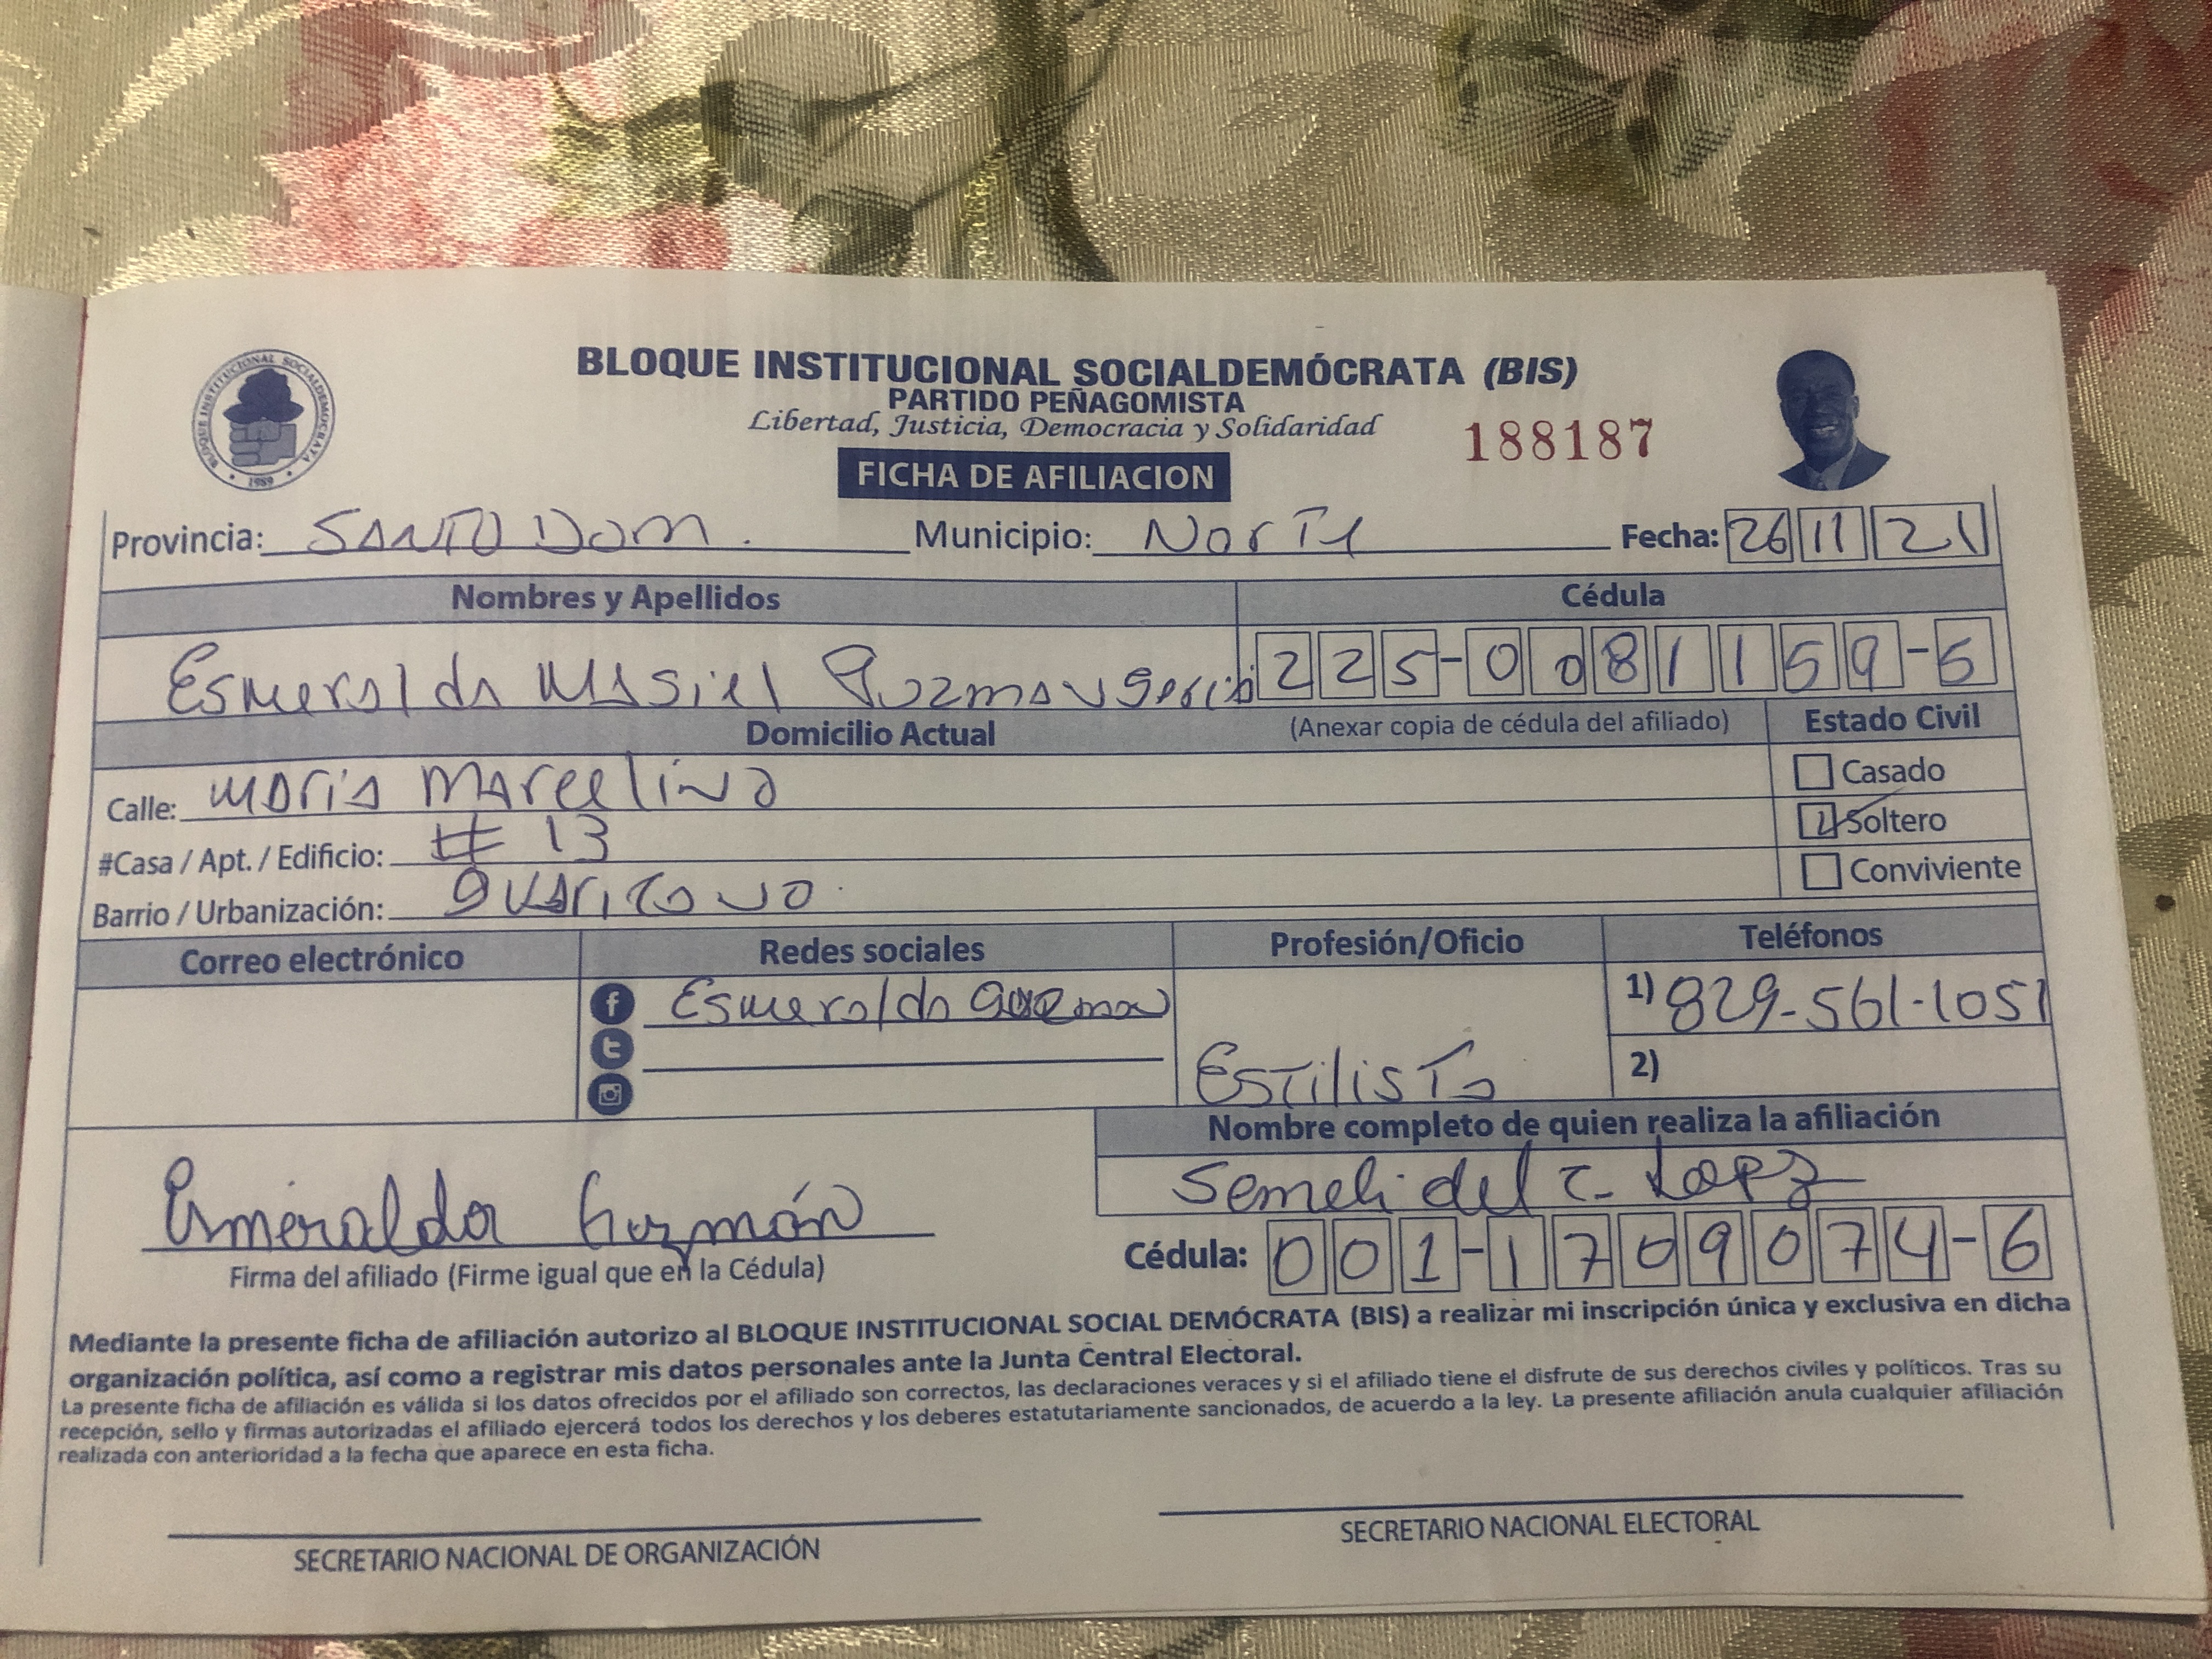 BLOQUE INSTITUCIONAL SOCIALDEMÓCRATA (BIS)
PARTIDO PEÑAGOMISTA
Libertad, Justicia, Democracia y Solidaridad
188187
FICHA DE AFILIACION
BLOQUE INSTITUCIONAL SOCIALDEMOCRATA
1989
Provincia: SANTO DOM. Municipio: NorTe Fecha: 26 11 21
Nombres y Apellidos Cédula
Esmeralda Masiel Guzman Garcia 225-0081159-5
Domicilio Actual (Anexar copia de cédula del afiliado) Estado Civil
Calle: Maria Marcelina
Casado
#Casa / Apt. / Edificio: # 13
Soltero
Barrio / Urbanización: Guaricano
Conviviente
Correo electrónico Redes sociales Profesión/Oficio Teléfonos
Esmeralda Guzman
Estilista
1) 829-561-1051
2)
Nombre completo de quien realiza la afiliación
Semeli del C. Lopez
Esmeralda Guzmán
Cédula: 001-1709074-6
Firma del afiliado (Firme igual que en la Cédula)
Mediante la presente ficha de afiliación autorizo al BLOQUE INSTITUCIONAL SOCIAL DEMÓCRATA (BIS) a realizar mi inscripción única y exclusiva en dicha
organización política, así como a registrar mis datos personales ante la Junta Central Electoral.
La presente ficha de afiliación es válida si los datos ofrecidos por el afiliado son correctos, las declaraciones veraces y si el afiliado tiene el disfrute de sus derechos civiles y políticos. Tras su
recepción, sello y firmas autorizadas el afiliado ejercerá todos los derechos y los deberes estatutariamente sancionados, de acuerdo a la ley. La presente afiliación anula cualquier afiliación
realizada con anterioridad a la fecha que aparece en esta ficha.
SECRETARIO NACIONAL DE ORGANIZACIÓN
SECRETARIO NACIONAL ELECTORAL